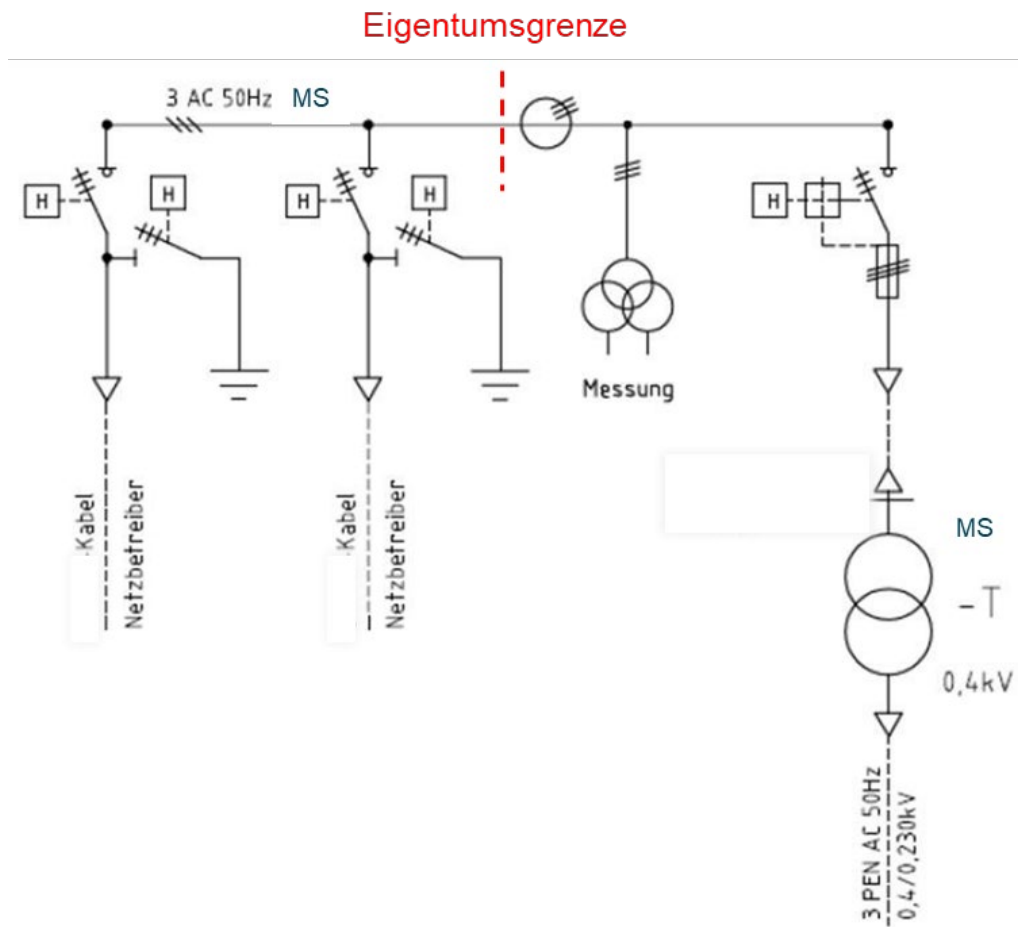 Eigentumsgrenze
3 AC 50Hz MS
H
H
H
H
H
Messung
-Kabel
Netzbetreiber
-Kabel
Netzbetreiber
MS
-T
0,4kV
3 PEN AC 50Hz
0,4/0,230kV